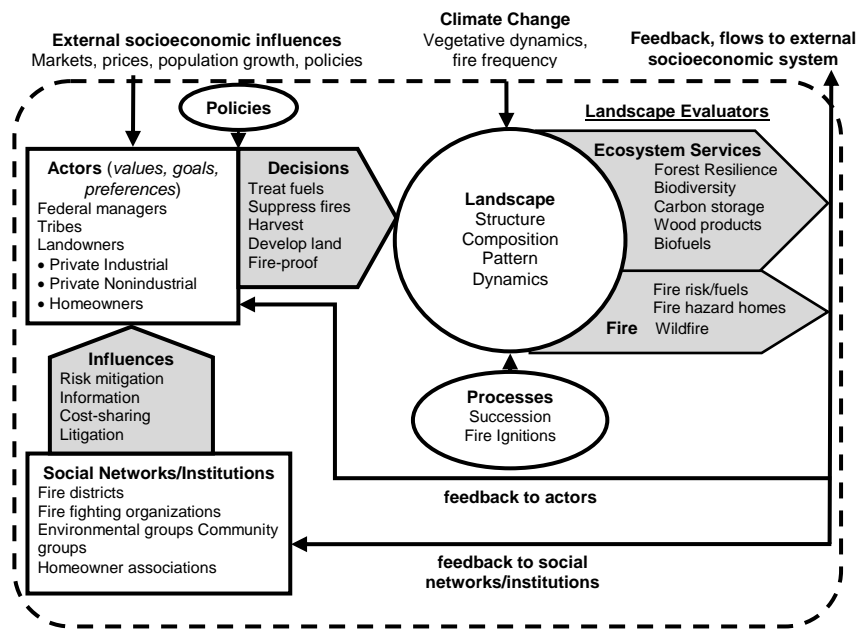 External socioeconomic influences
Markets, prices, population growth, policies
Climate Change
Vegetative dynamics,
fire frequency
Feedback, flows to external
socioeconomic system
Policies
Landscape Evaluators
Actors (values, goals,
preferences)
Federal managers
Tribes
Landowners
• Private Industrial
• Private Nonindustrial
• Homeowners
Decisions
Treat fuels
Suppress fires
Harvest
Develop land
Fire-proof
Landscape
Structure
Composition
Pattern
Dynamics
Ecosystem Services
Forest Resilience
Biodiversity
Carbon storage
Wood products
Biofuels
Fire risk/fuels
Fire hazard homes
Fire Wildfire
Influences
Risk mitigation
Information
Cost-sharing
Litigation
Processes
Succession
Fire Ignitions
Social Networks/Institutions
Fire districts
Fire fighting organizations
Environmental groups Community
groups
Homeowner associations
feedback to actors
feedback to social
networks/institutions